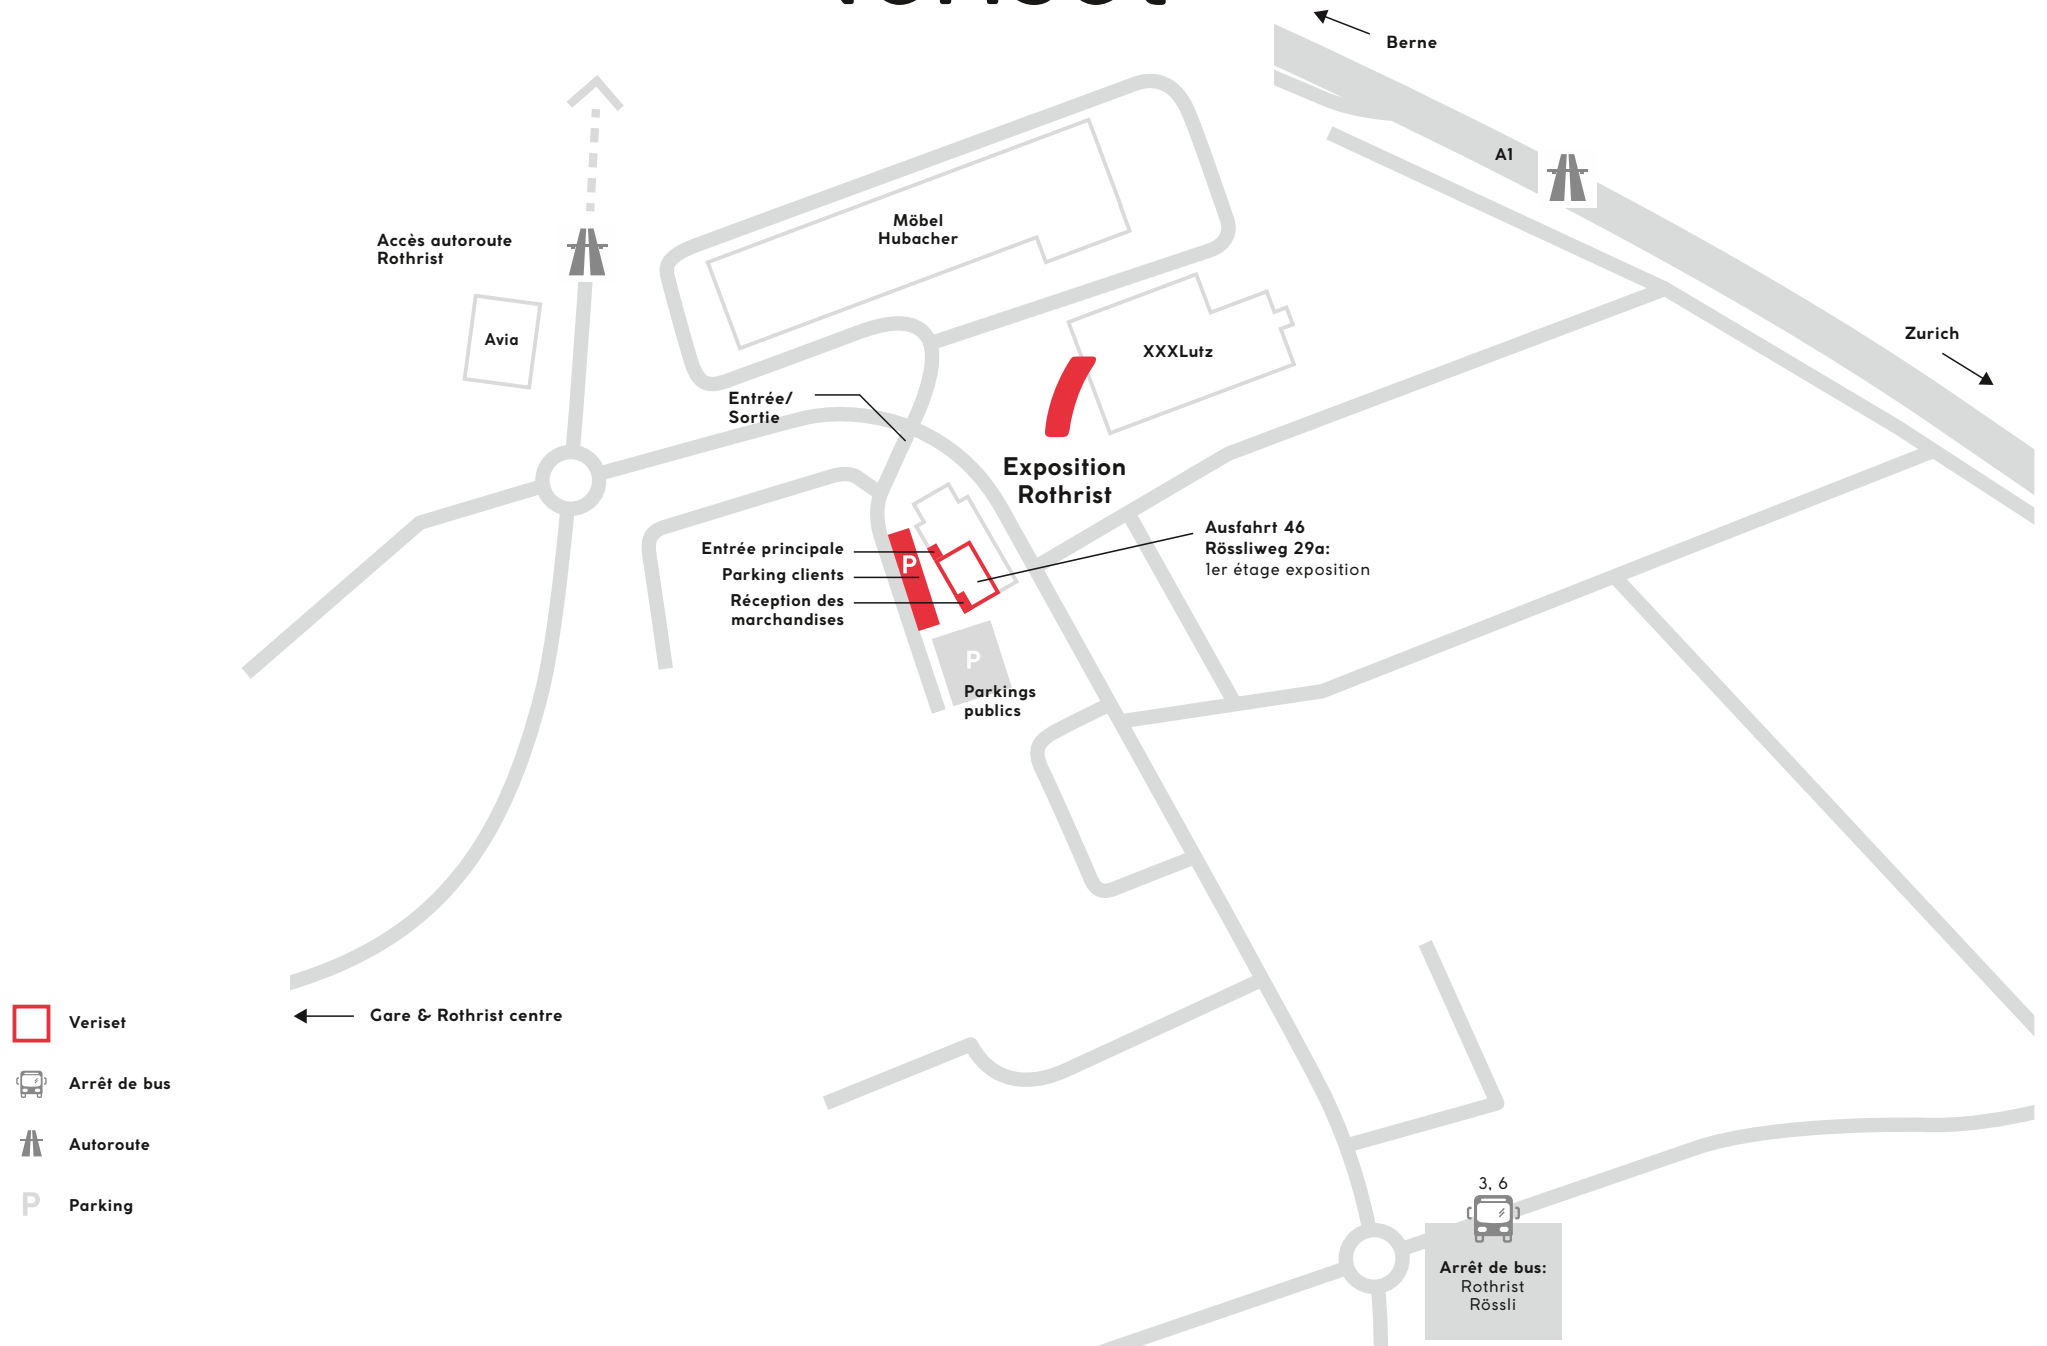 Berne
A1
Accès autoroute
Rothrist
Möbel
Hubacher
Avia
XXXLutz
Zurich
Entrée/
Sortie
Exposition
Rothrist
Ausfahrt 46
Rössliweg 29a:
1er étage exposition
Entrée principale
Parking clients
Réception des
marchandises
P
P
Parkings
publics
Gare & Rothrist centre
Veriset
Arrêt de bus
Autoroute
P
Parking
3, 6
Arrêt de bus:
Rothrist
Rössli